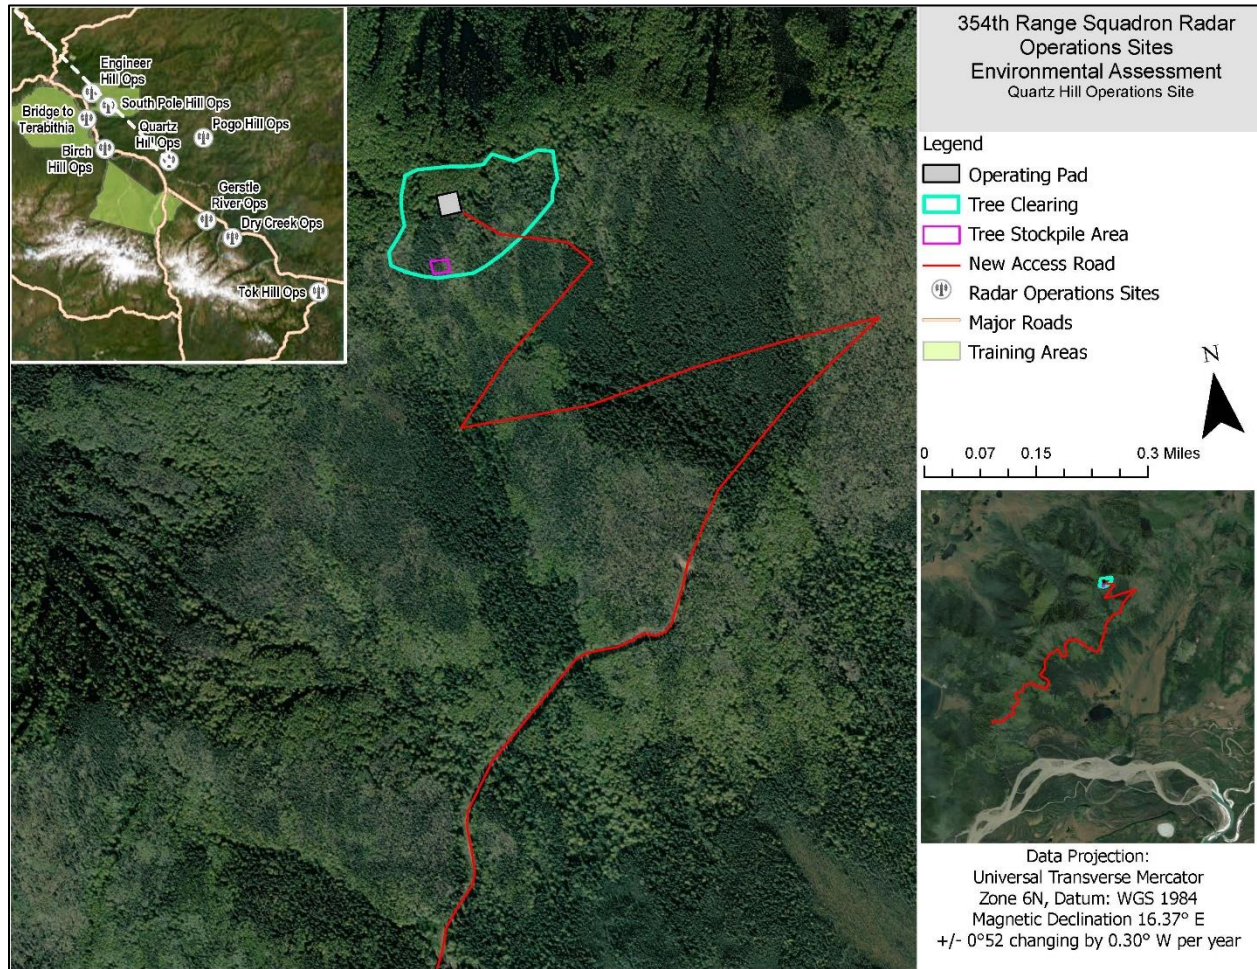 354th Range Squadron Radar
Operations Sites
Environmental Assessment
Quartz Hill Operations Site
Legend
Operating Pad
Tree Clearing
Tree Stockpile Area
New Access Road
Radar Operations Sites
Major Roads
Training Areas
N
0 0.07 0.15 0.3 Miles
Engineer
Hill Ops
South Pole Hill Ops
Bridge to
Terabithia
Quartz
Hill Ops
Pogo Hill Ops
Birch
Hill Ops
Gerstle
River Ops
Dry Creek Ops
Tok Hill Ops
Data Projection:
Universal Transverse Mercator
Zone 6N, Datum: WGS 1984
Magnetic Declination 16.37° E
+/- 0°52 changing by 0.30° W per year